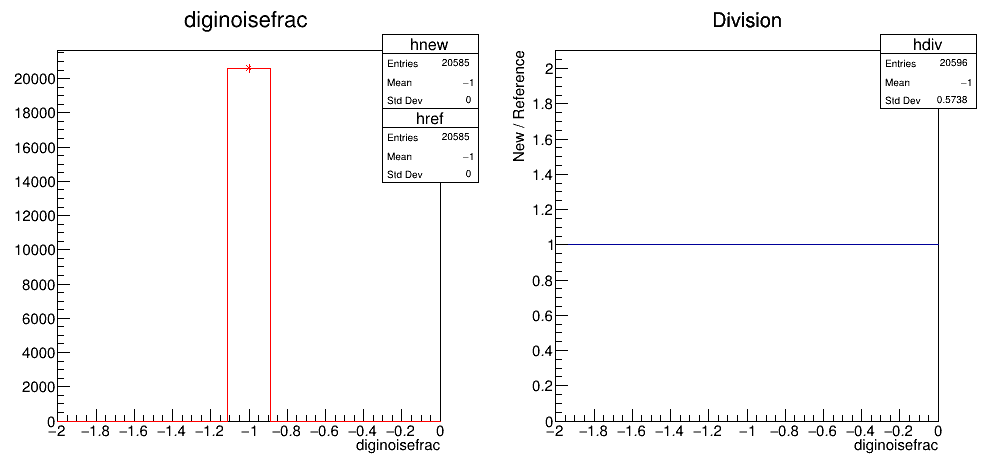 diginoisefrac
hnew
Entries 20585
Mean −1
Std Dev 0
href
Entries 20585
Mean −1
Std Dev 0
20000
18000
16000
14000
12000
10000
8000
6000
4000
2000
0
−2 −1.8 −1.6 −1.4 −1.2 −1 −0.8 −0.6 −0.4 −0.2 0
diginoisefrac
Division
hdiv
Entries 20596
Mean −1
Std Dev 0.5738
New / Reference
2
1.8
1.6
1.4
1.2
1
0.8
0.6
0.4
0.2
0
−2 −1.8 −1.6 −1.4 −1.2 −1 −0.8 −0.6 −0.4 −0.2 0
diginoisefrac